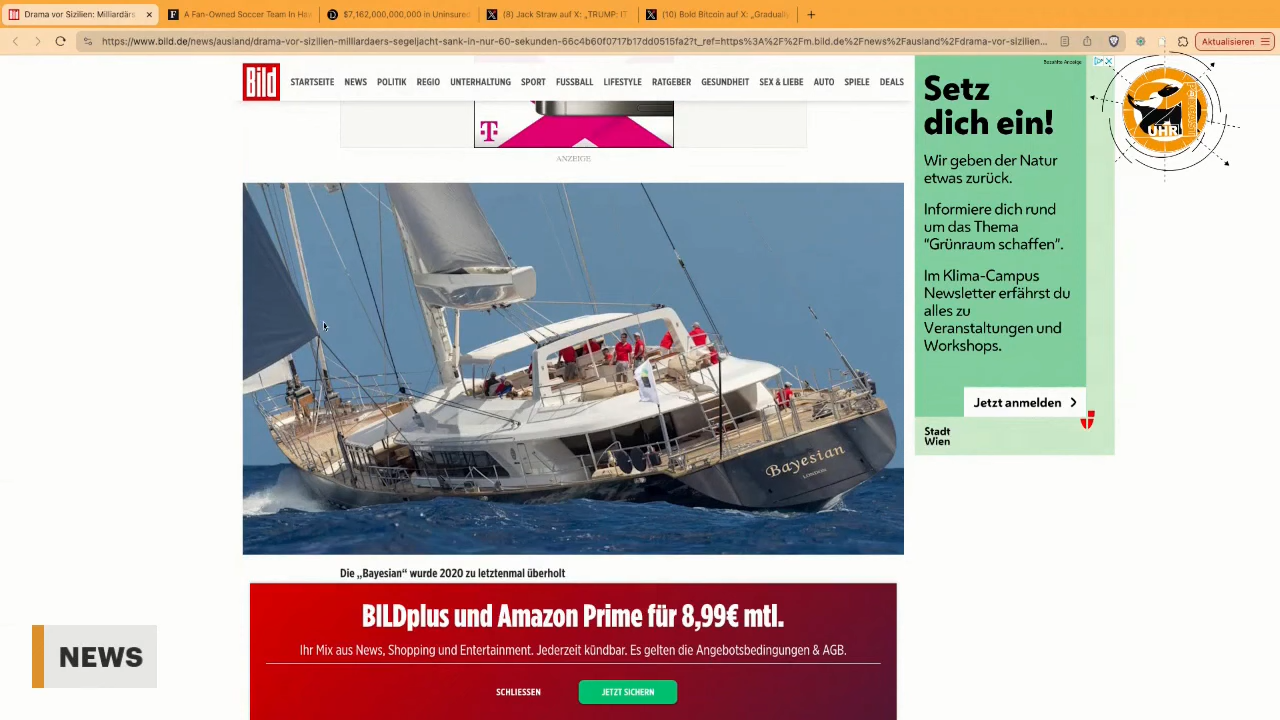 Drama vor Sizilien: Milliardärs
A Fan-Owned Soccer Team In Ha
$7,162,000,000,000 in Uninsured
(8) Jack Straw auf X: „TRUMP: IT
(10) Bold Bitcoin auf X: „Gradually
https://www.bild.de/news/ausland/drama-vor-sizilien-milliardaers-segeljacht-sank-in-nur-60-sekunden-66c4b60f0717b17dd0515fa2?t_ref=https%3A%2F%2Fm.bild.de%2Fnews%2Fausland%2Fdrama-vor-sizilien...
Aktualisieren
Bild
STARTSEITE NEWS POLITIK REGIO UNTERHALTUNG SPORT FUSSBALL LIFESTYLE RATGEBER GESUNDHEIT SEX & LIEBE AUTO SPIELE DEALS
T
ANZEIGE
Bezahlte Anzeige
Setz
dich ein!
Wir geben der Natur
etwas zurück.
Informiere dich rund
um das Thema
"Grünraum schaffen".
Im Klima-Campus
Newsletter erfährst du
alles zu
Veranstaltungen und
Workshops.
Jetzt anmelden
Stadt
Wien
UHR
Bayesian
LONDON
Die „Bayesian“ wurde 2020 zu letztenmal überholt
BILDplus und Amazon Prime für 8,99€ mtl.
Ihr Mix aus News, Shopping und Entertainment. Jederzeit kündbar. Es gelten die Angebotsbedingungen & AGB.
SCHLIESSEN
JETZT SICHERN
NEWS